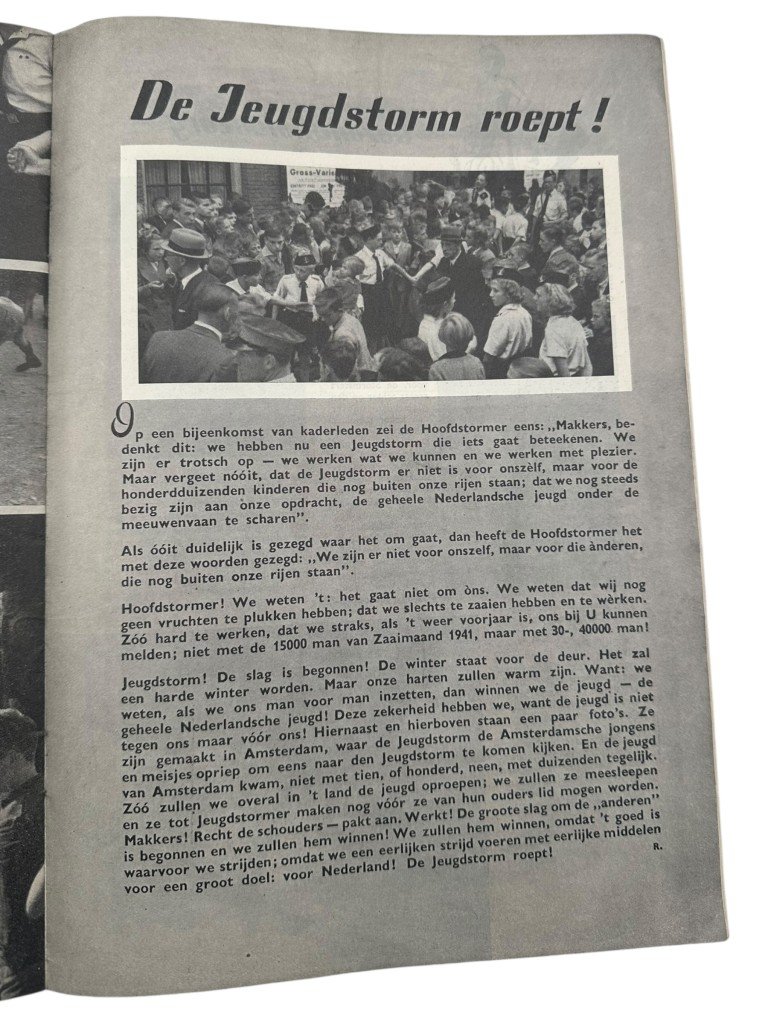 De Jeugdstorm roept!
Gross-Varie
Op een bijeenkomst van kaderleden zei de Hoofdstormer eens: „Makkers, be-
denkt dit: we hebben nu een Jeugdstorm die iets gaat beteekenen. We
zijn er trotsch op — we werken wat we kunnen en we werken met plezier.
Maar vergeet nóóit, dat de Jeugdstorm er niet is voor onszèlf, maar voor de
honderdduizenden kinderen die nog buiten onze rijen staan; dat we nog steeds
bezig zijn aan onze opdracht, de geheele Nederlandsche jeugd onder de
meeuwenvaan te scharen”.
Als óóit duidelijk is gezegd waar het om gaat, dan heeft de Hoofdstormer het
met deze woorden gezegd: „We zijn er niet voor onszelf, maar voor die ànderen,
die nog buiten onze rijen staan”.
Hoofdstormer! We weten ’t: het gaat niet om òns. We weten dat wij nog
geen vruchten te plukken hebben; dat we slechts te zaaien hebben en te wèrken.
Zóó hard te werken, dat we straks, als ’t weer voorjaar is, ons bij U kunnen
melden; niet met de 15000 man van Zaaimaand 1941, maar met 30-, 40000 man!
Jeugdstorm! De slag is begonnen! De winter staat voor de deur. Het zal
een harde winter worden. Maar onze harten zullen warm zijn. Want: we
weten, als we ons man voor man inzetten, dan winnen we de jeugd — de
geheele Nederlandsche jeugd! Deze zekerheid hebben we, want de jeugd is niet
tegen ons maar vóór ons! Hiernaast en hierboven staan een paar foto’s. Ze
zijn gemaakt in Amsterdam, waar de Jeugdstorm de Amsterdamsche jongens
en meisjes opriep om eens naar den Jeugdstorm te komen kijken. En de jeugd
van Amsterdam kwam, niet met tien, of honderd, neen, met duizenden tegelijk.
Zóó zullen we overal in ’t land de jeugd oproepen; we zullen ze meesleepen
en ze tot Jeugdstormer maken nog vóór ze van hun ouders lid mogen worden.
Makkers! Recht de schouders — pakt aan. Werkt! De groote slag om de „anderen”
is begonnen en we zullen hem winnen! We zullen hem winnen, omdat ’t goed is
waarvoor we strijden; omdat we een eerlijken strijd voeren met eerlijke middelen
voor een groot doel: voor Nederland! De Jeugdstorm roept!
R.